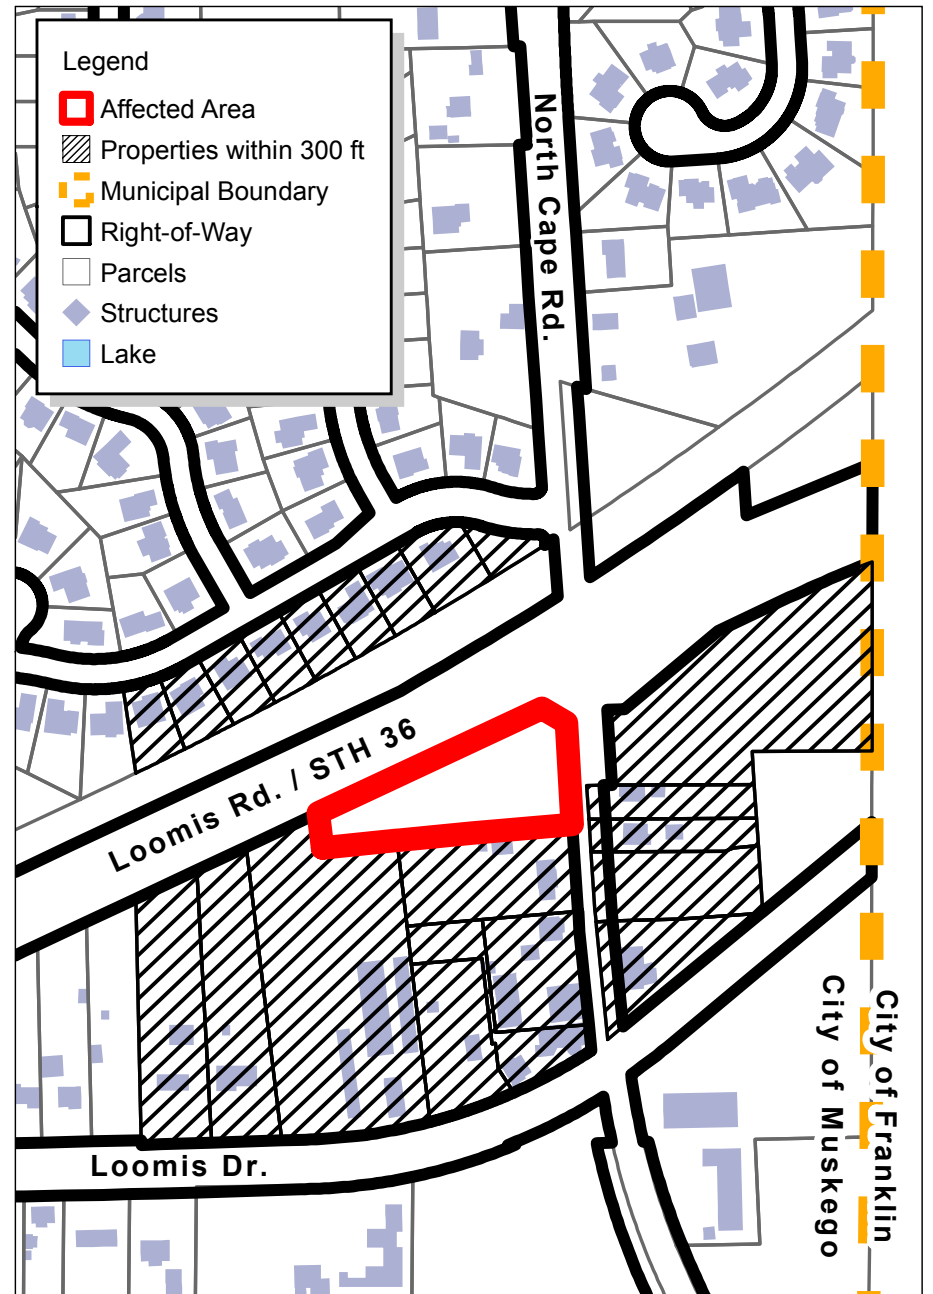 Legend
Affected Area
Properties within 300 ft
Municipal Boundary
Right-of-Way
Parcels
Structures
Lake
North Cape Rd.
Loomis Rd. / STH 36
Loomis Dr.
City of Franklin
City of Muskego